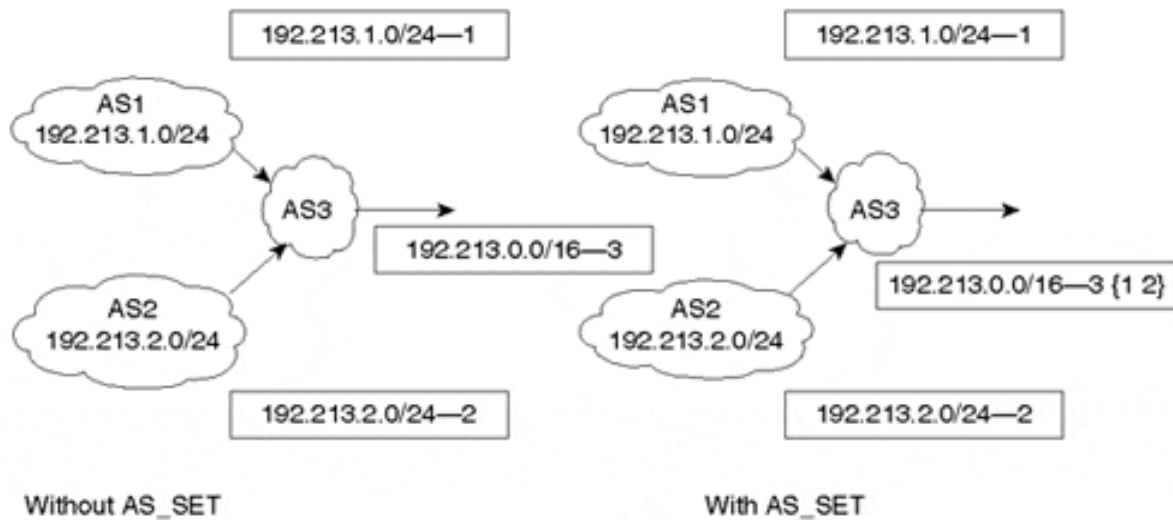 192.213.1.0/24—1
AS1
192.213.1.0/24
AS3
192.213.0.0/16—3
AS2
192.213.2.0/24
192.213.2.0/24—2
Without AS_SET
192.213.1.0/24—1
AS1
192.213.1.0/24
AS3
192.213.0.0/16—3 {1 2}
AS2
192.213.2.0/24
192.213.2.0/24—2
With AS_SET